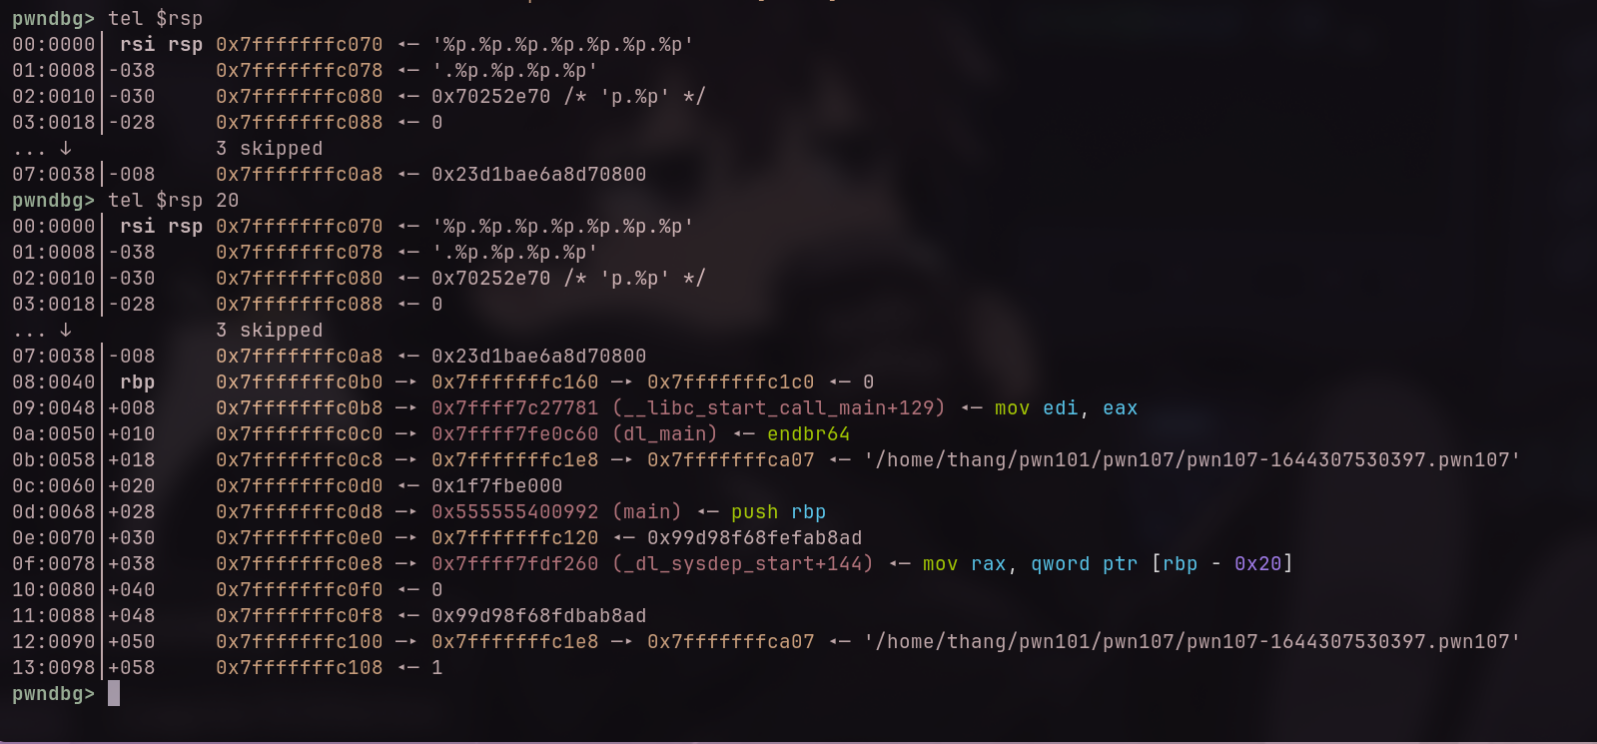 pwndbg> tel $rsp
00:0000│ rsi rsp 0x7fffffffc070 ◂— '%p.%p.%p.%p.%p.%p.%p.%p'
01:0008│-038     0x7fffffffc078 ◂— '.%p.%p.%p.%p'
02:0010│-030     0x7fffffffc080 ◂— 0x70252e70 /* 'p.%p' */
03:0018│-028     0x7fffffffc088 ◂— 0
... ↓            3 skipped
07:0038│-008     0x7fffffffc0a8 ◂— 0x23d1bae6a8d70800
pwndbg> tel $rsp 20
00:0000│ rsi rsp 0x7fffffffc070 ◂— '%p.%p.%p.%p.%p.%p.%p'
01:0008│-038     0x7fffffffc078 ◂— '.%p.%p.%p.%p'
02:0010│-030     0x7fffffffc080 ◂— 0x70252e70 /* 'p.%p' */
03:0018│-028     0x7fffffffc088 ◂— 0
... ↓            3 skipped
07:0038│-008     0x7fffffffc0a8 ◂— 0x23d1bae6a8d70800
08:0040│ rbp     0x7fffffffc0b0 —▸ 0x7fffffffc160 —▸ 0x7fffffffc1c0 ◂— 0
09:0048│+008     0x7fffffffc0b8 —▸ 0x7ffff7c27781 (__libc_start_call_main+129) ◂— mov edi, eax
0a:0050│+010     0x7fffffffc0c0 —▸ 0x7ffff7fe0c60 (dl_main) ◂— endbr64
0b:0058│+018     0x7fffffffc0c8 —▸ 0x7fffffffc1e8 —▸ 0x7fffffffca07 ◂— '/home/thang/pwn101/pwn107/pwn107-1644307530397.pwn107'
0c:0060│+020     0x7fffffffc0d0 ◂— 0x1f7fbe000
0d:0068│+028     0x7fffffffc0d8 —▸ 0x555555400992 (main) ◂— push rbp
0e:0070│+030     0x7fffffffc0e0 —▸ 0x7fffffffc120 ◂— 0x99d98f68fefab8ad
0f:0078│+038     0x7fffffffc0e8 —▸ 0x7ffff7fdf260 (_dl_sysdep_start+144) ◂— mov rax, qword ptr [rbp - 0x20]
10:0080│+040     0x7fffffffc0f0 ◂— 0
11:0088│+048     0x7fffffffc0f8 ◂— 0x99d98f68fdbab8ad
12:0090│+050     0x7fffffffc100 —▸ 0x7fffffffc1e8 —▸ 0x7fffffffca07 ◂— '/home/thang/pwn101/pwn107/pwn107-1644307530397.pwn107'
13:0098│+058     0x7fffffffc108 ◂— 1
pwndbg>